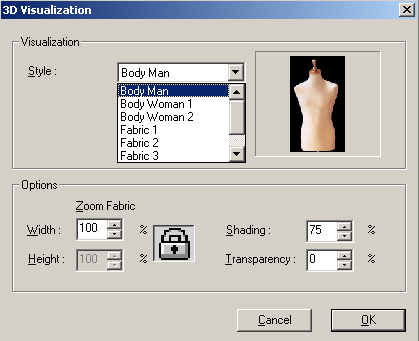 3D Visualization
Visualization
Style :
Body Man
Body Man
Body Woman 1
Body Woman 2
Fabric 1
Fabric 2
Fabric 3
Options
Zoom Fabric
Width : 100 %
Shading : 75 %
Height : 100 %
Transparency : 0 %
Cancel
OK